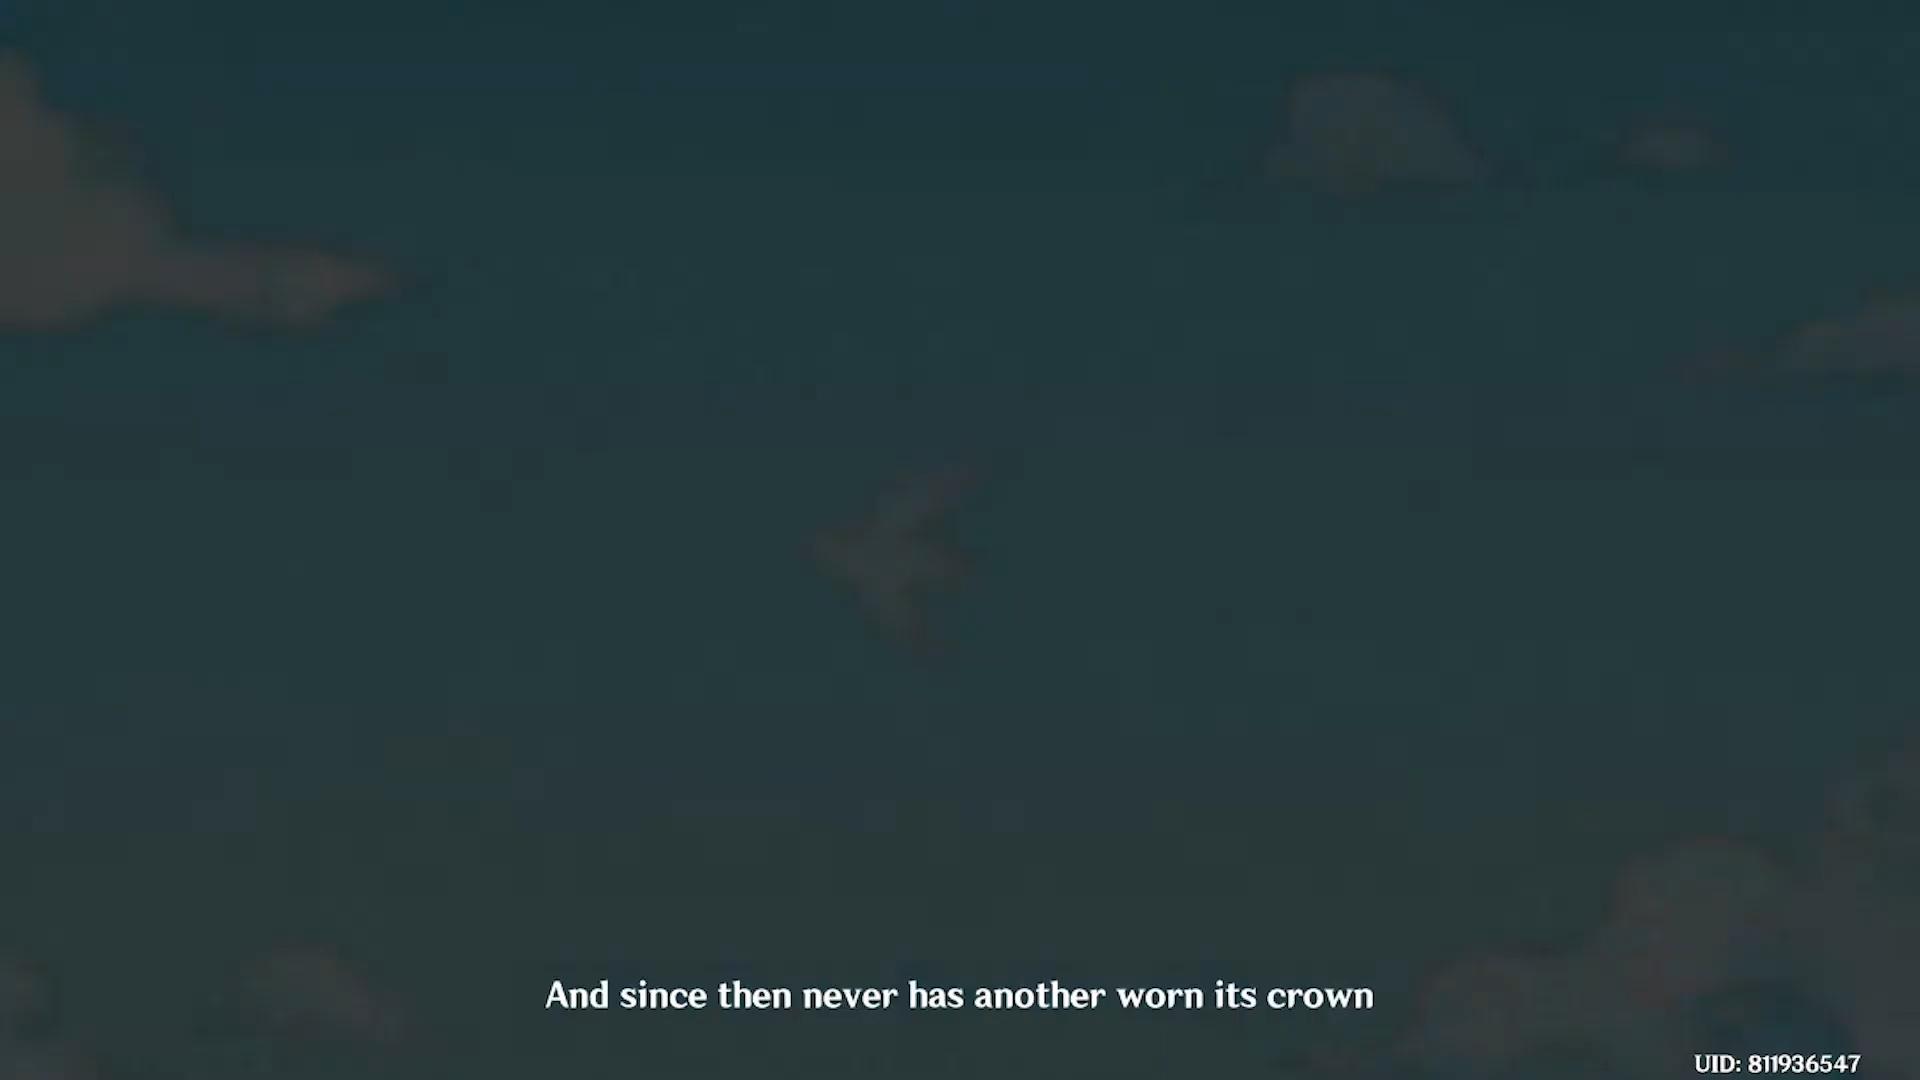 And since then never has another worn its crown
UID: 811936547